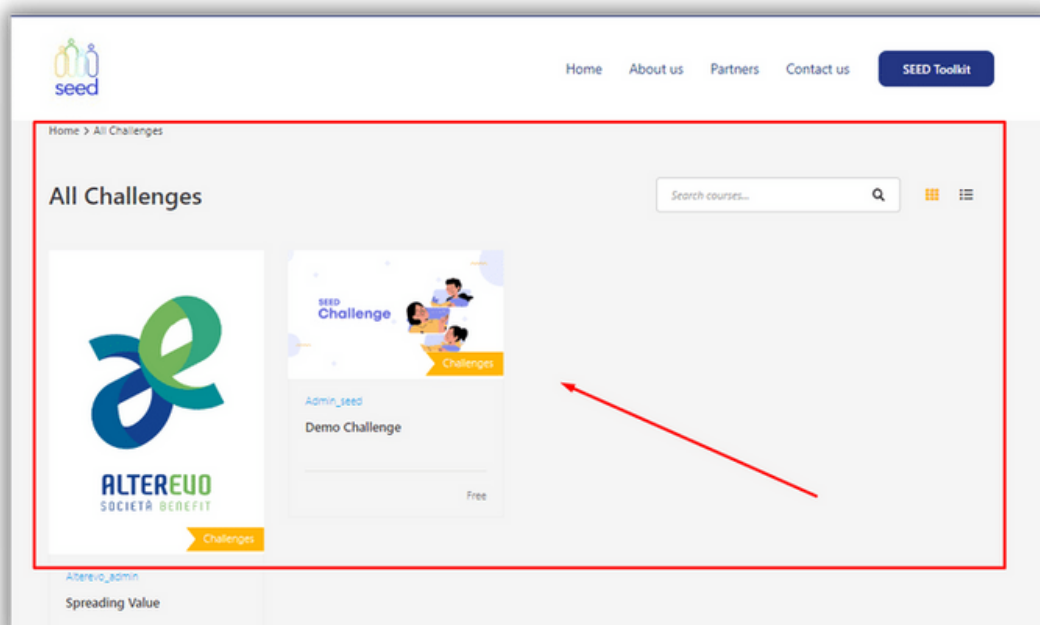 seed
Home About us Partners Contact us SEED Toolkit
Home > All Challenges
All Challenges
Search courses...
SEED
Challenge
Challenges
Admin_seed
Demo Challenge
Free
ALTEREVO
SOCIETÀ BENEFIT
Challenges
Alterevo_admin
Spreading Value